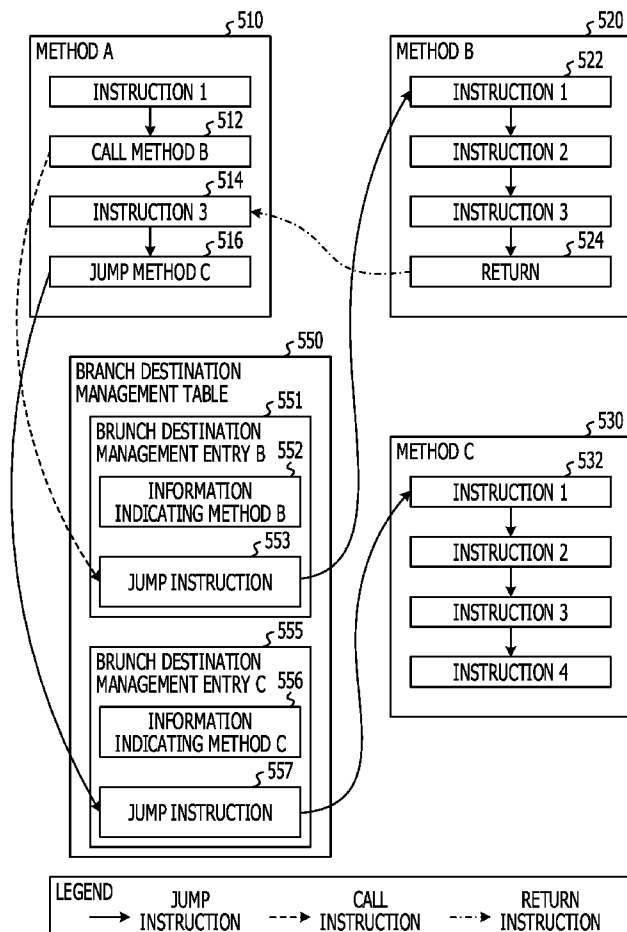 510
METHOD A
INSTRUCTION 1
512
CALL METHOD B
514
INSTRUCTION 3
516
JUMP METHOD C
520
METHOD B
522
INSTRUCTION 1
INSTRUCTION 2
INSTRUCTION 3
524
RETURN
550
BRANCH DESTINATION
MANAGEMENT TABLE
551
BRUNCH DESTINATION
MANAGEMENT ENTRY B
552
INFORMATION
INDICATING METHOD B
553
JUMP INSTRUCTION
555
BRUNCH DESTINATION
MANAGEMENT ENTRY C
556
INFORMATION
INDICATING METHOD C
557
JUMP INSTRUCTION
530
METHOD C
532
INSTRUCTION 1
INSTRUCTION 2
INSTRUCTION 3
INSTRUCTION 4
LEGEND
JUMP
INSTRUCTION
CALL
INSTRUCTION
RETURN
INSTRUCTION